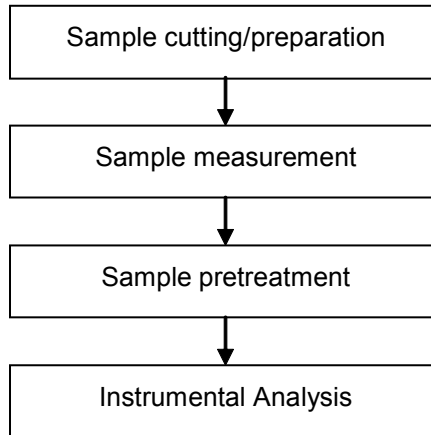 Sample cutting/preparation
Sample measurement
Sample pretreatment
Instrumental Analysis